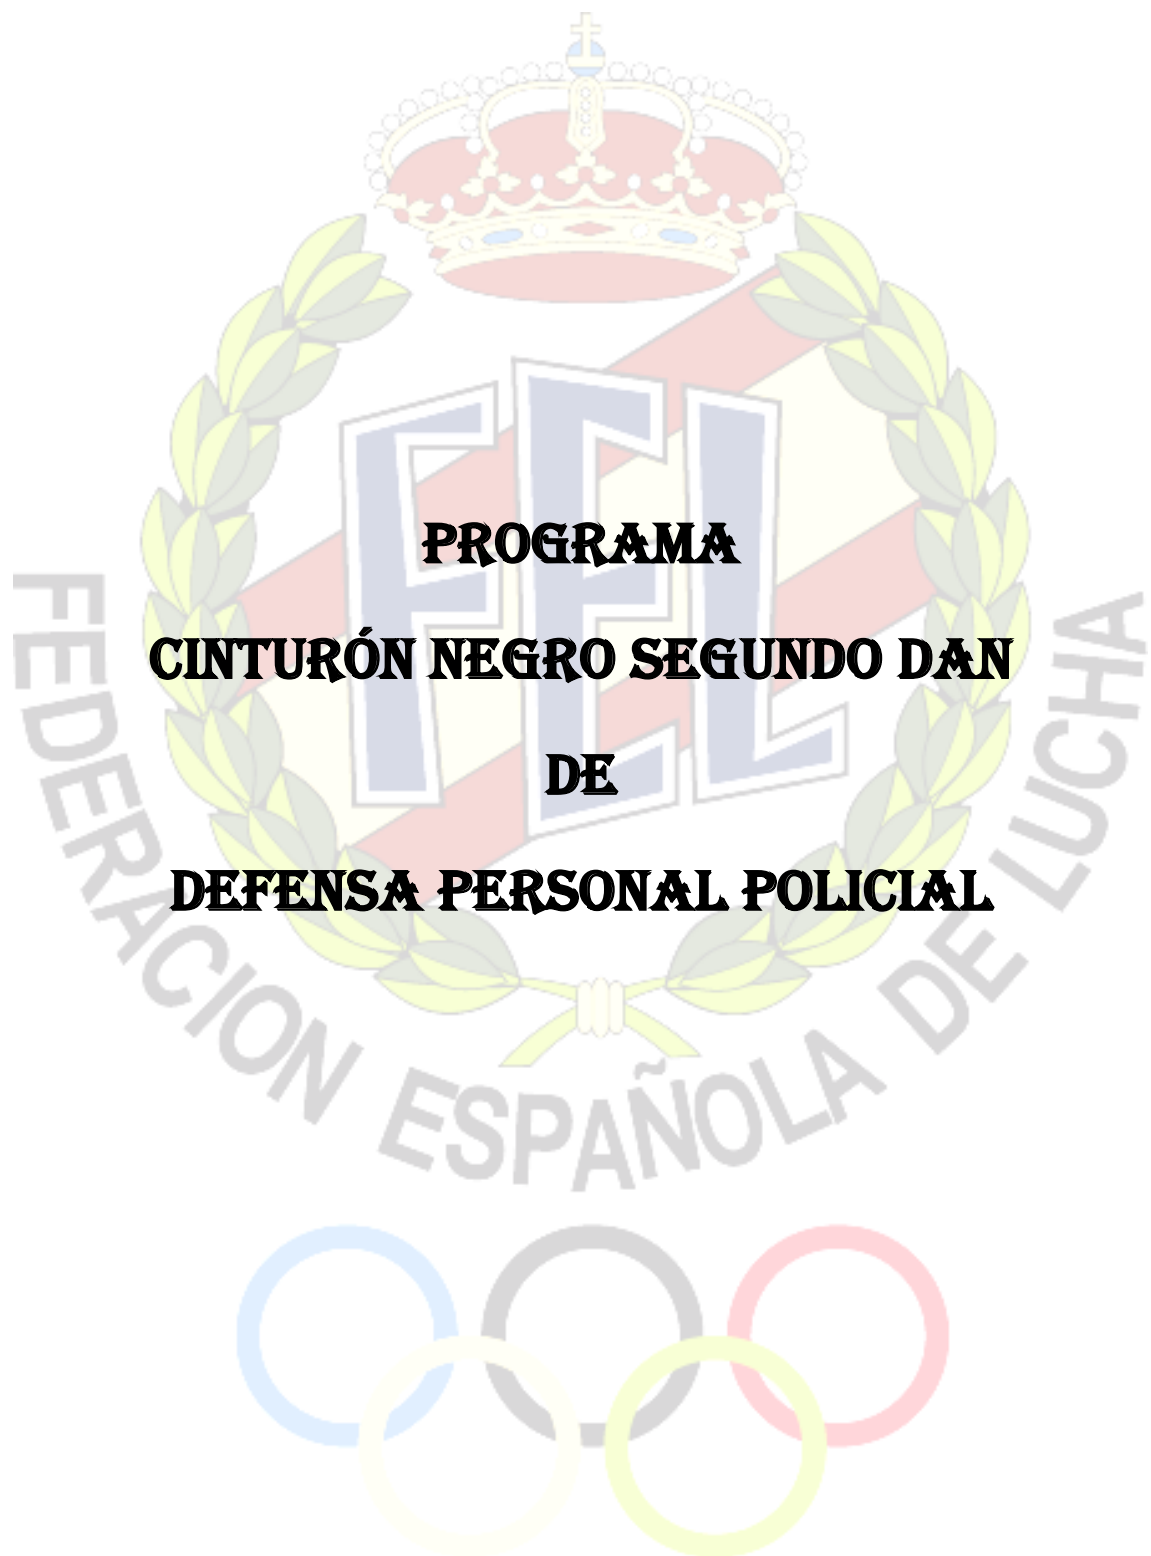 FEL
PROGRAMA
CINTURÓN NEGRO SEGUNDO DAN
DE
DEFENSA PERSONAL POLICIAL
FEDERACION ESPAÑOLA DE LUCHA